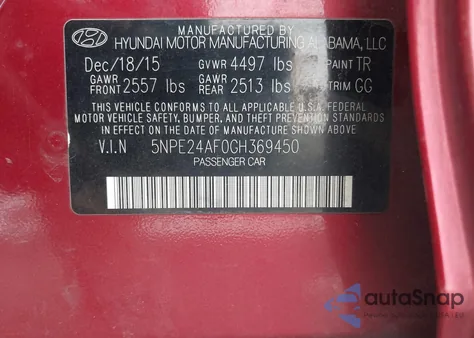 MANUFACTURED BY
HYUNDAI MOTOR MANUFACTURING ALABAMA, LLC
Dec/18/15 GVWR 4497 lbs PAINT TR
GAWR FRONT 2557 lbs GAWR REAR 2513 lbs TRIM GG
THIS VEHICLE CONFORMS TO ALL APPLICABLE U.S.A. FEDERAL
MOTOR VEHICLE SAFETY, BUMPER, AND THEFT PREVENTION
STANDARDS IN EFFECT ON THE DATE OF MANUFACTURE SHOWN ABOVE.
V.I.N 5NPE24AF0GH369450
PASSENGER CAR
autoSnap